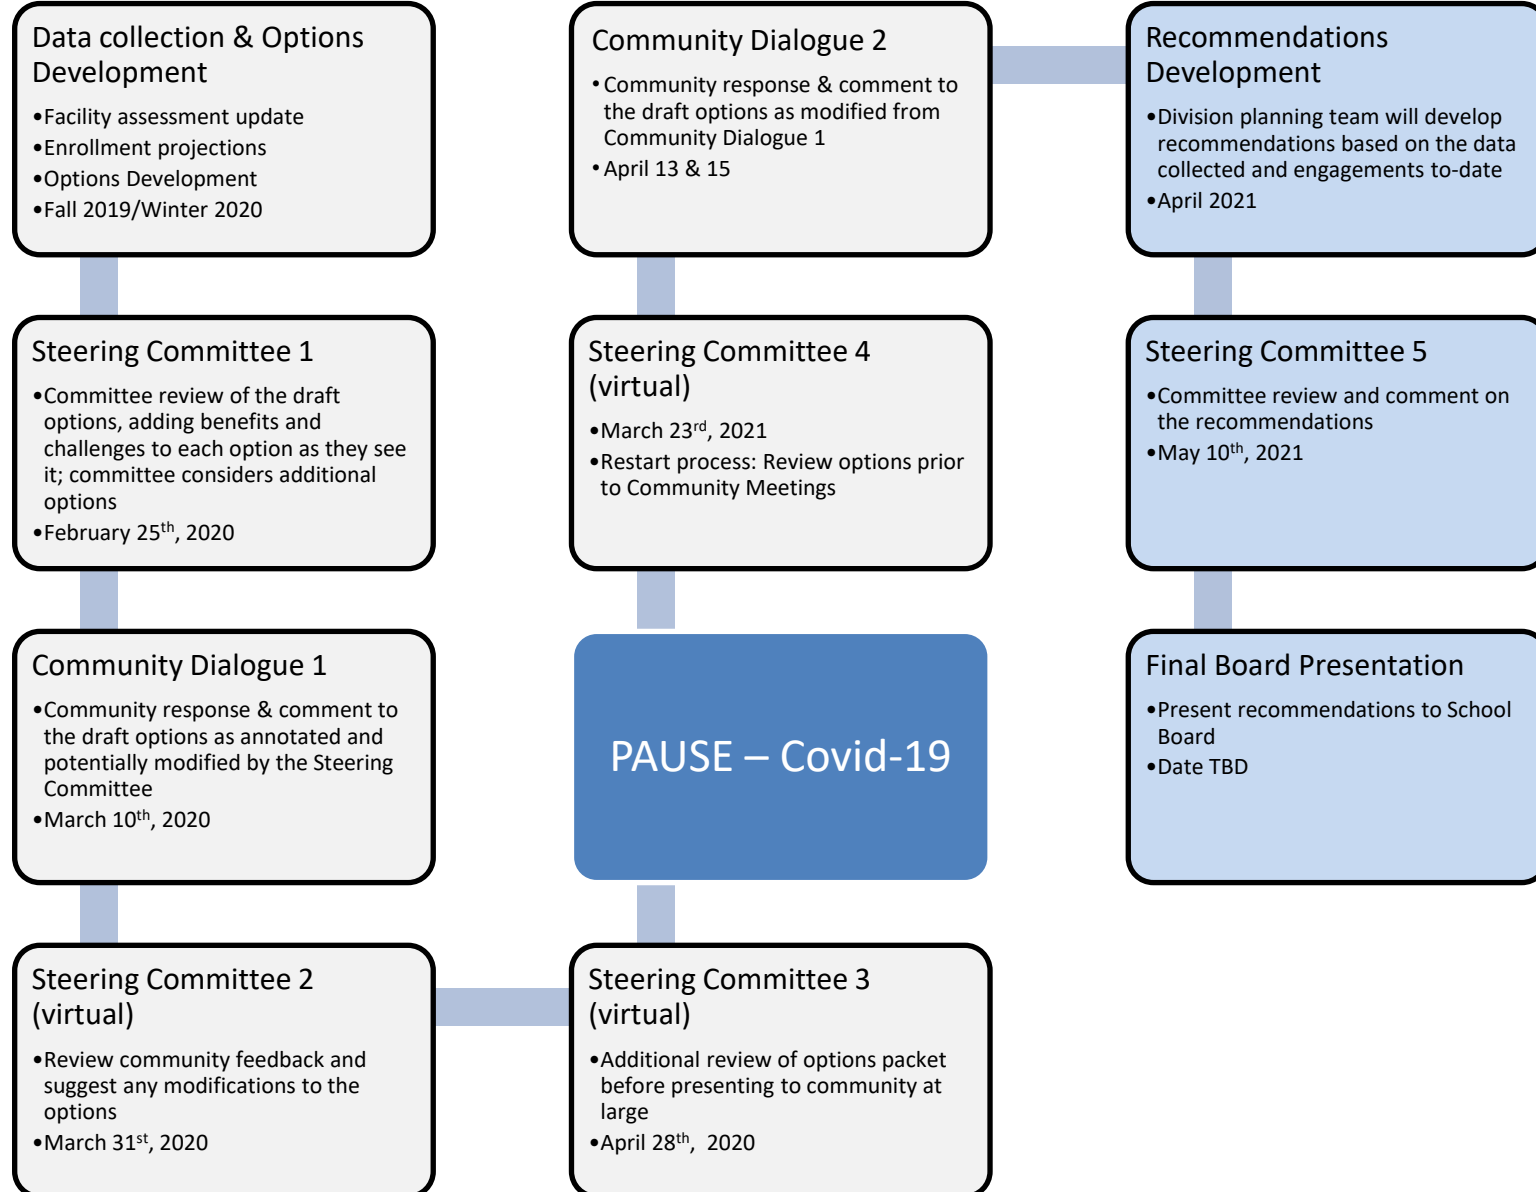 Data collection & Options
Development
•Facility assessment update
•Enrollment projections
•Options Development
•Fall 2019/Winter 2020
Steering Committee 1
•Committee review of the draft
options, adding benefits and
challenges to each option as they see
it; committee considers additional
options
•February 25th, 2020
Community Dialogue 1
•Community response & comment to
the draft options as annotated and
potentially modified by the Steering
Committee
•March 10th, 2020
Steering Committee 2
(virtual)
•Review community feedback and
suggest any modifications to the
options
•March 31st, 2020
Steering Committee 3
(virtual)
•Additional review of options packet
before presenting to community at
large
•April 28th, 2020
PAUSE – Covid-19
Steering Committee 4
(virtual)
•March 23rd, 2021
•Restart process: Review options prior
to Community Meetings
Community Dialogue 2
•Community response & comment to
the draft options as modified from
Community Dialogue 1
•April 13 & 15
Recommendations
Development
•Division planning team will develop
recommendations based on the data
collected and engagements to-date
•April 2021
Steering Committee 5
•Committee review and comment on
the recommendations
•May 10th, 2021
Final Board Presentation
•Present recommendations to School
Board
•Date TBD